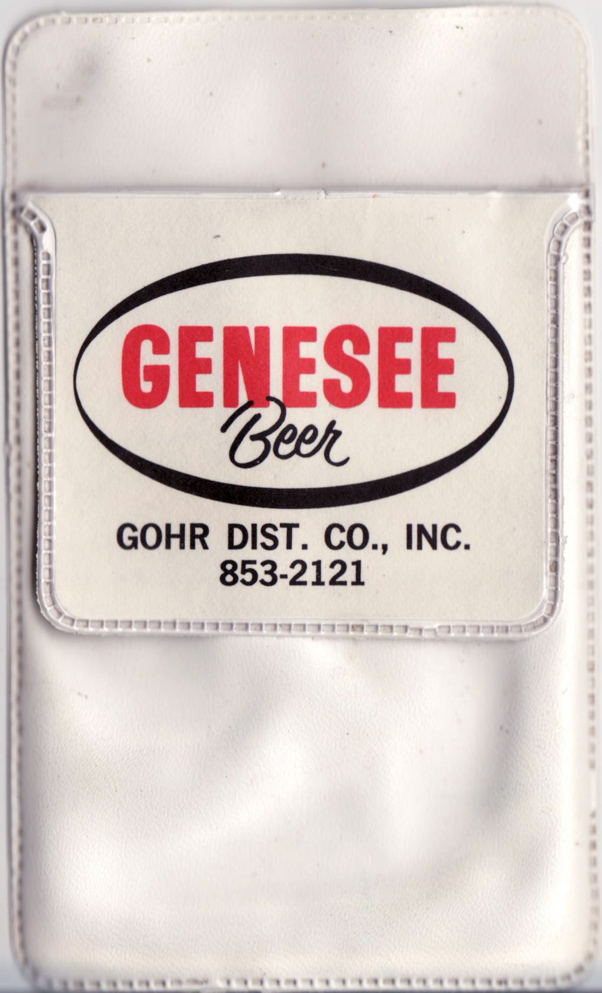 GENESEE
Beer
GOHR DIST. CO., INC.
853-2121